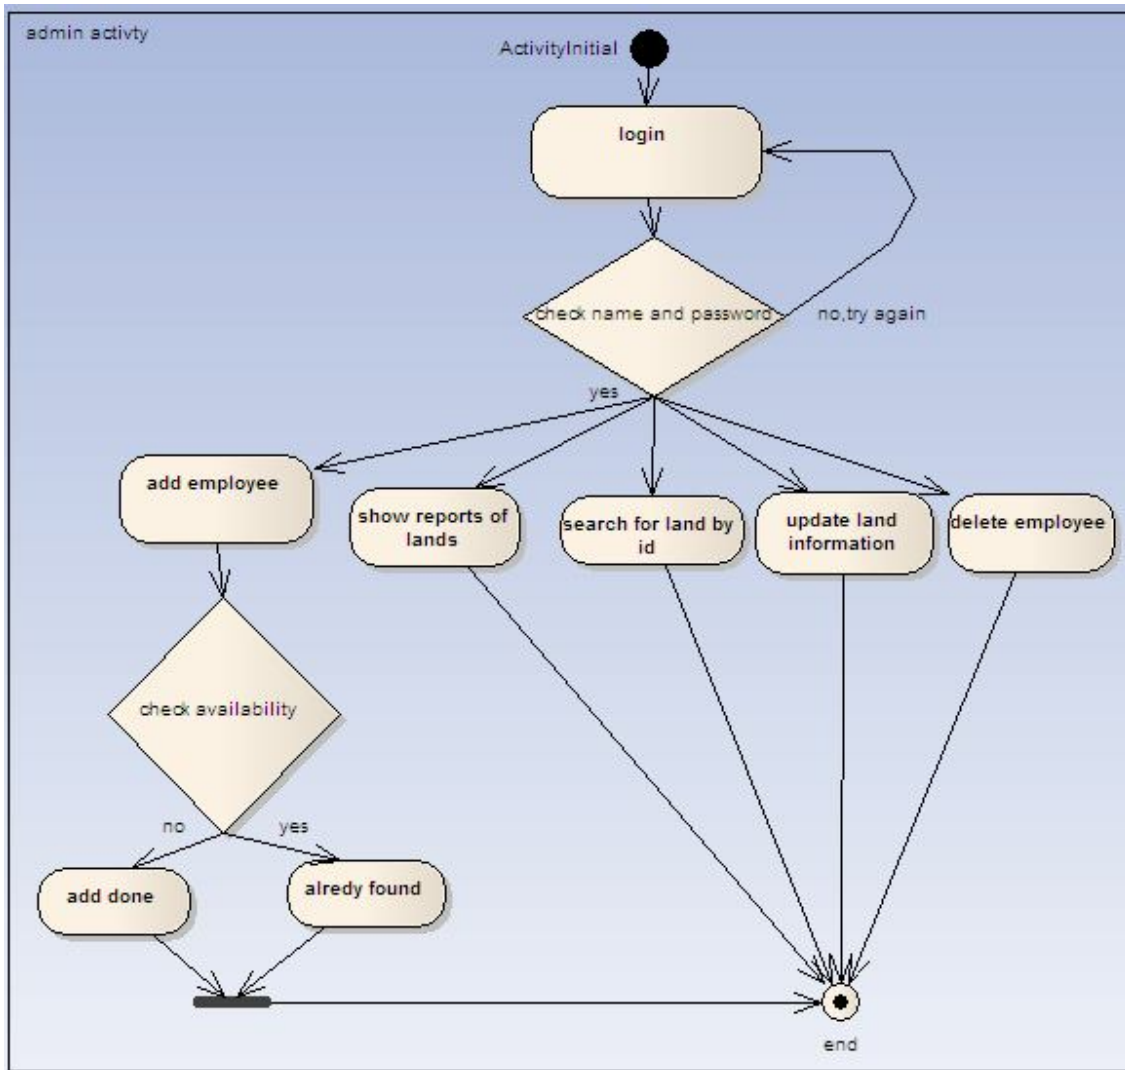 admin activty
ActivityInitial
login
check name and password
no,try again
yes
add employee
show reports of
lands
search for land by
id
update land
information
delete employee
check availability
no
yes
add done
alredy found
end